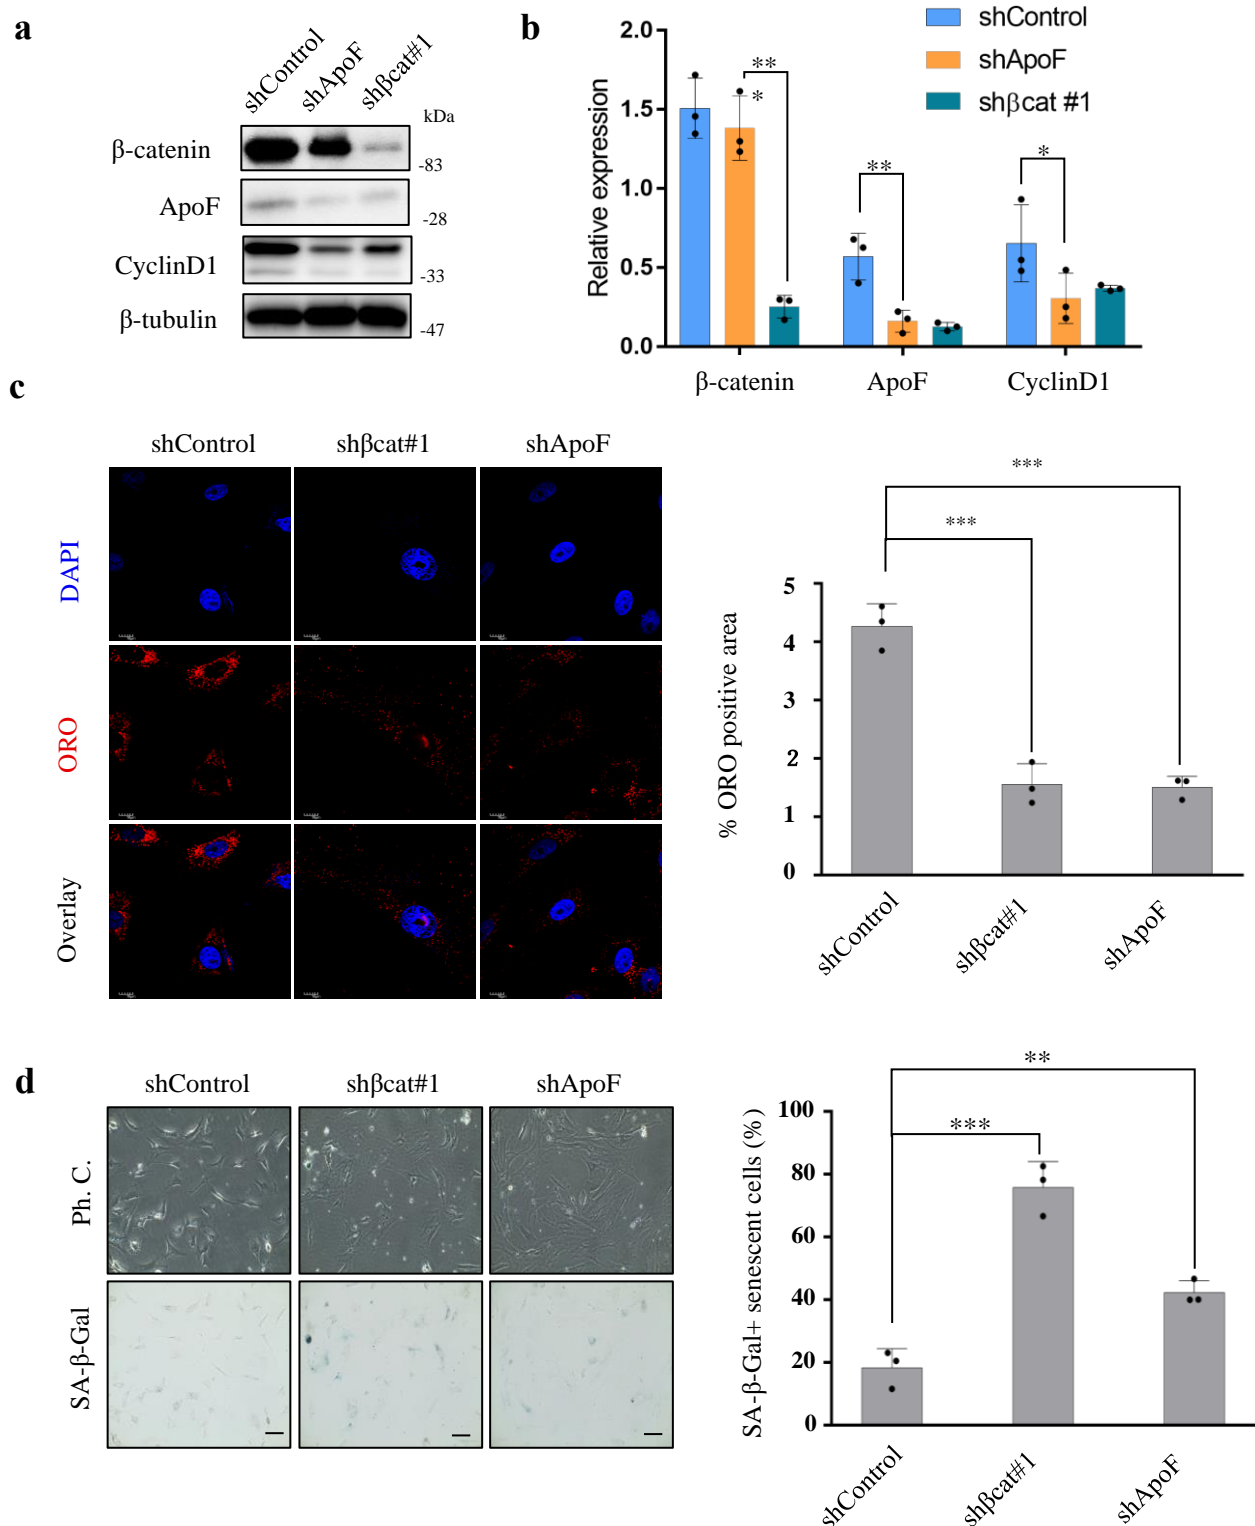 a
shControl
shApoF
shβcat#1
kDa
β-catenin
-83
ApoF
-28
CyclinD1
-33
β-tubulin
-47
b
shControl
shApoF
shβcat #1
Relative expression
2.0
1.5
1.0
0.5
0.0
**
*
**
*
β-catenin
ApoF
CyclinD1
c
shControl
shβcat#1
shApoF
DAPI
ORO
Overlay
***
***
% ORO positive area
5
4
3
2
1
0
shControl
shβcat#1
shApoF
d
shControl
shβcat#1
shApoF
Ph. C.
SA-β-Gal
**
***
SA-β-Gal+ senescent cells (%)
100
80
60
40
20
0
shControl
shβcat#1
shApoF